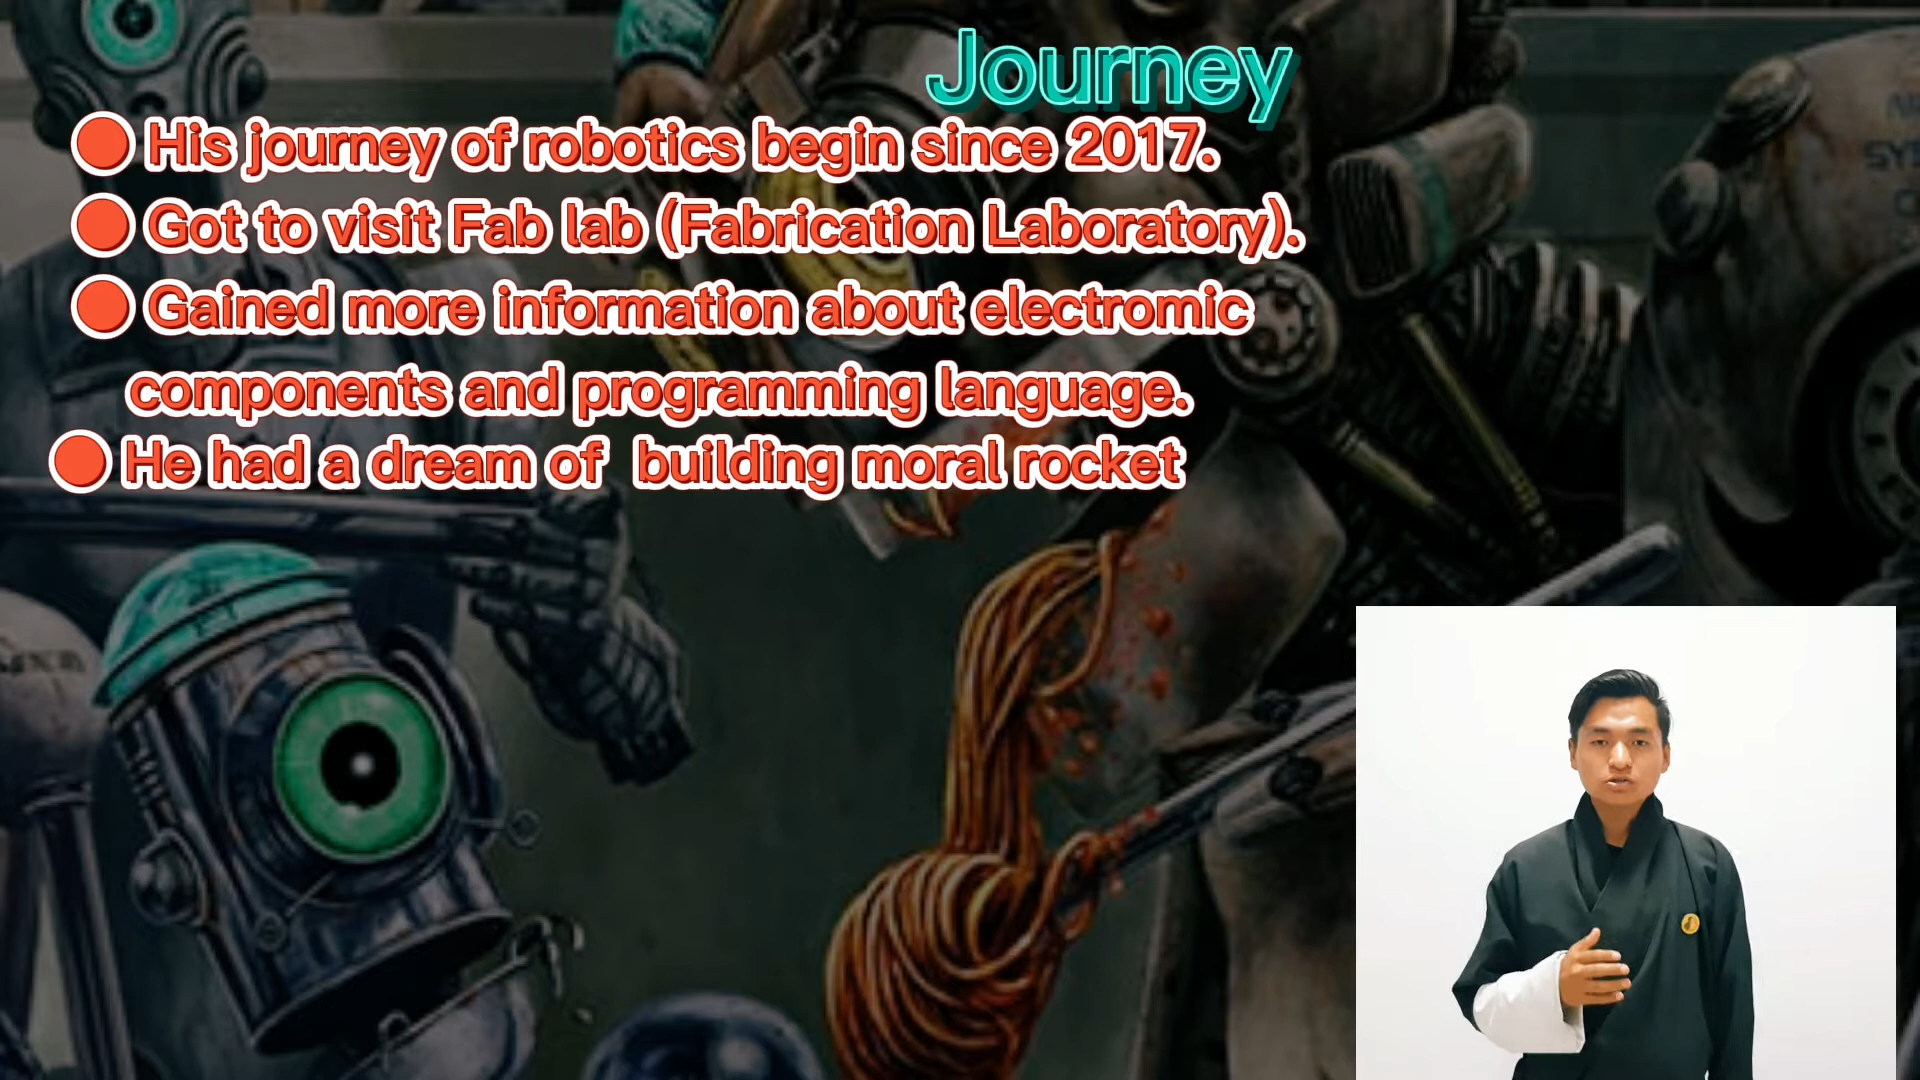 Journey
His journey of robotics begin since 2017.
Got to visit Fab lab (Fabrication Laboratory).
Gained more information about electromic
components and programming language.
He had a dream of building moral rocket